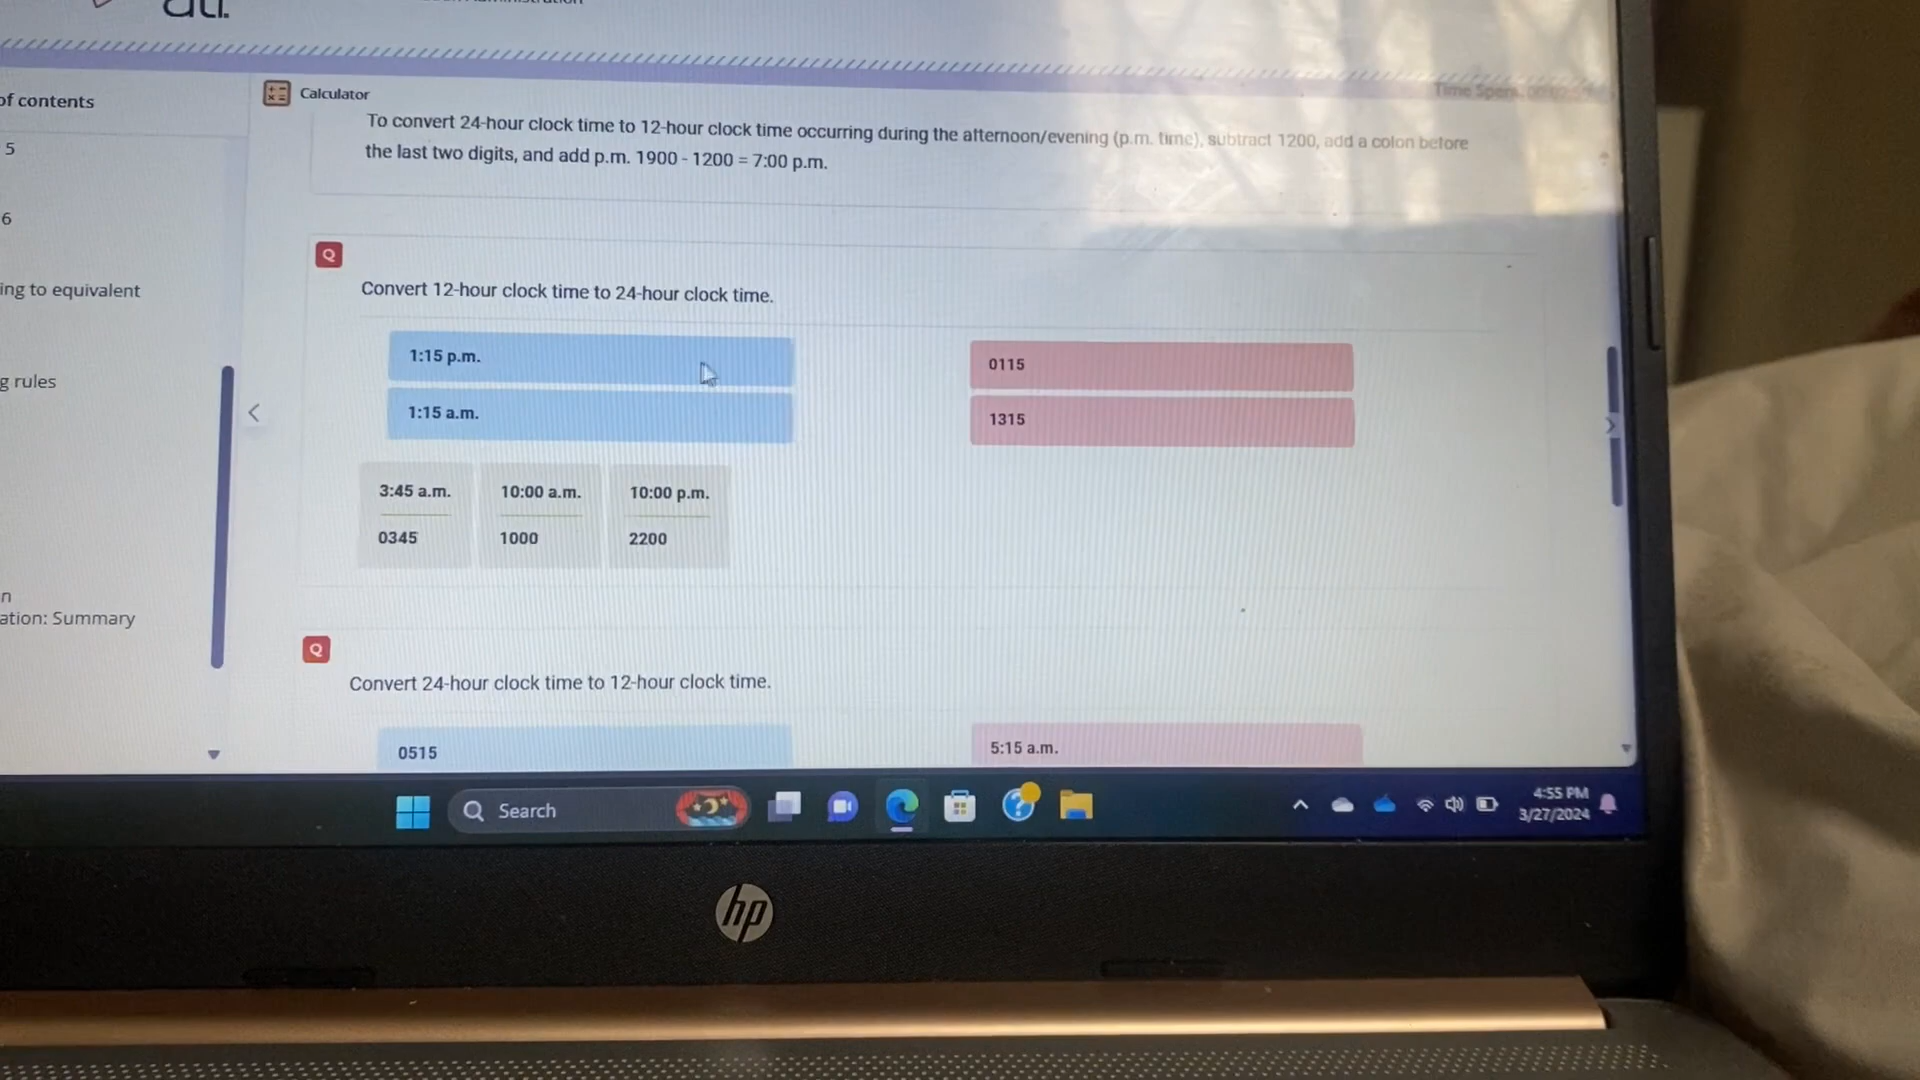 of contents
5
6
ing to equivalent
g rules
n
ation: Summary
Calculator
Time Spent
To convert 24-hour clock time to 12-hour clock time occurring during the afternoon/evening (p.m. time), subtract 1200, add a colon before
the last two digits, and add p.m. 1900 - 1200 = 7:00 p.m.
Q
Convert 12-hour clock time to 24-hour clock time.
1:15 p.m.
0115
1:15 a.m.
1315
3:45 a.m. 10:00 a.m. 10:00 p.m.
0345 1000 2200
Q
Convert 24-hour clock time to 12-hour clock time.
0515
5:15 a.m.
Search
4:55 PM
3/27/2024
hp